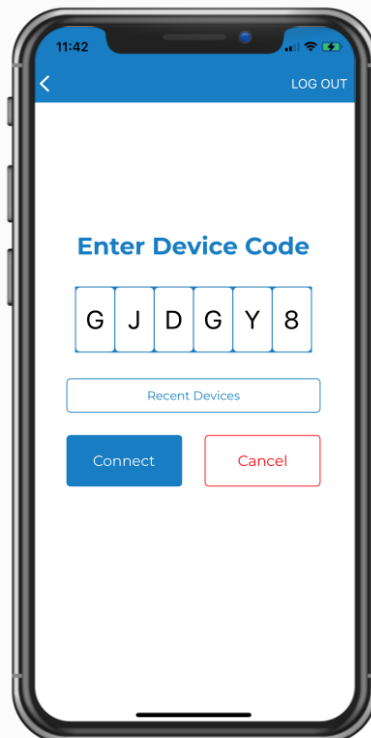 11:42
LOG OUT
Enter Device Code
G J D G Y 8
Recent Devices
Connect Cancel